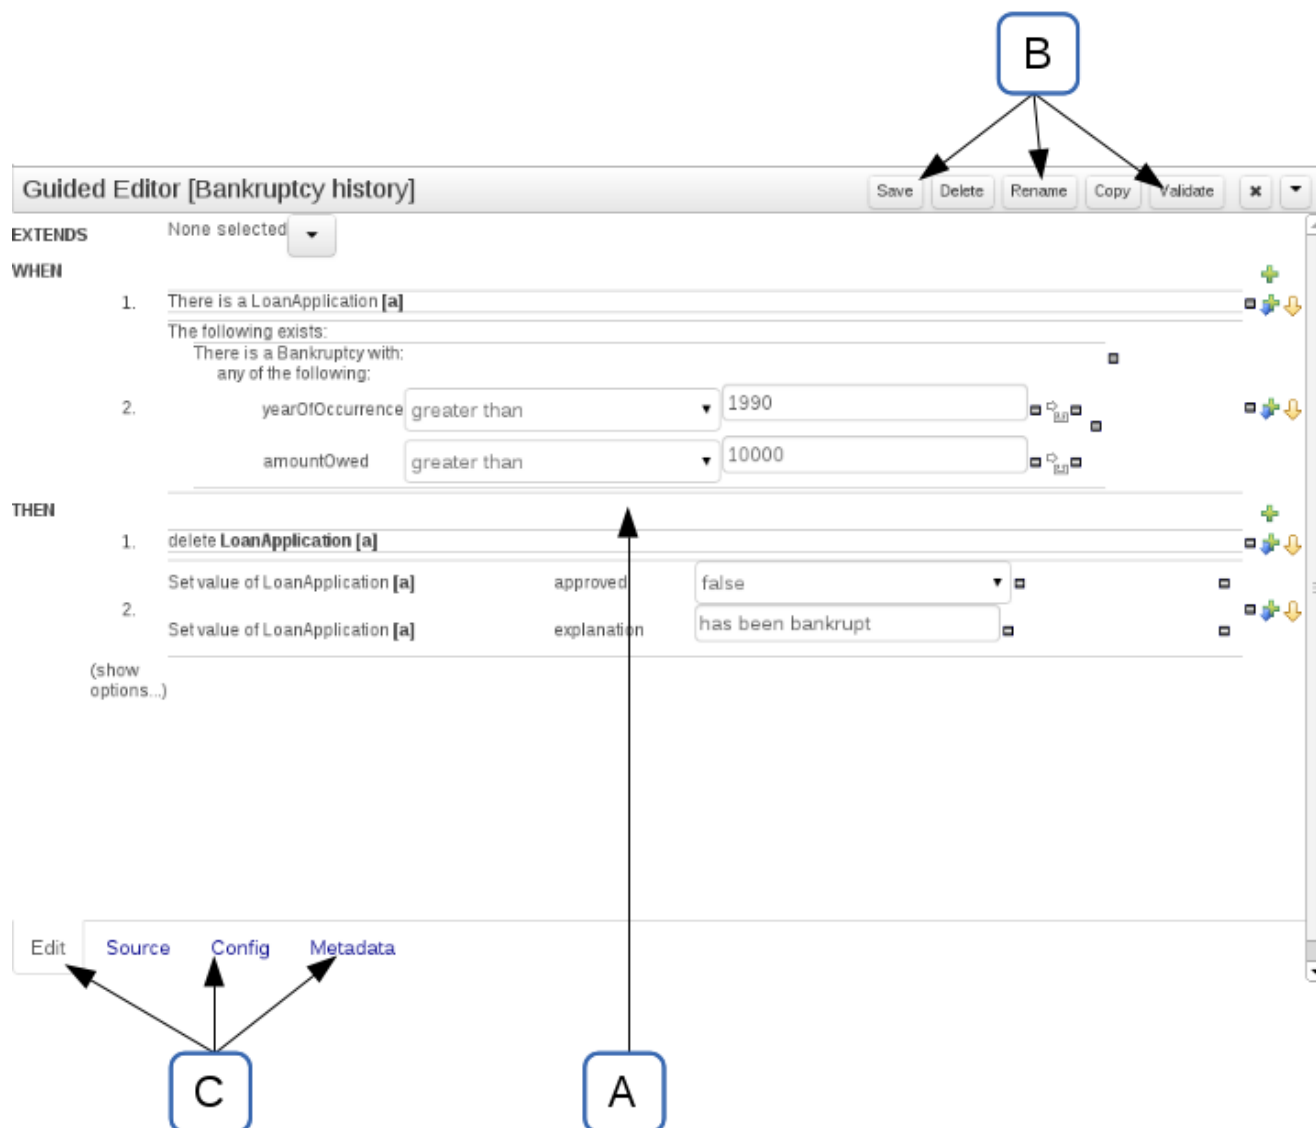 B
Guided Editor [Bankruptcy history] Save Delete Rename Copy Validate
EXTENDS None selected
WHEN
1. There is a LoanApplication [a]
The following exists:
There is a Bankruptcy with:
any of the following:
2. yearOfOccurrence greater than 1990
amountOwed greater than 10000
THEN
1. delete LoanApplication [a]
Set value of LoanApplication [a] approved false
2.
Set value of LoanApplication [a] explanation has been bankrupt
(show
options...)
Edit Source Config Metadata
C A